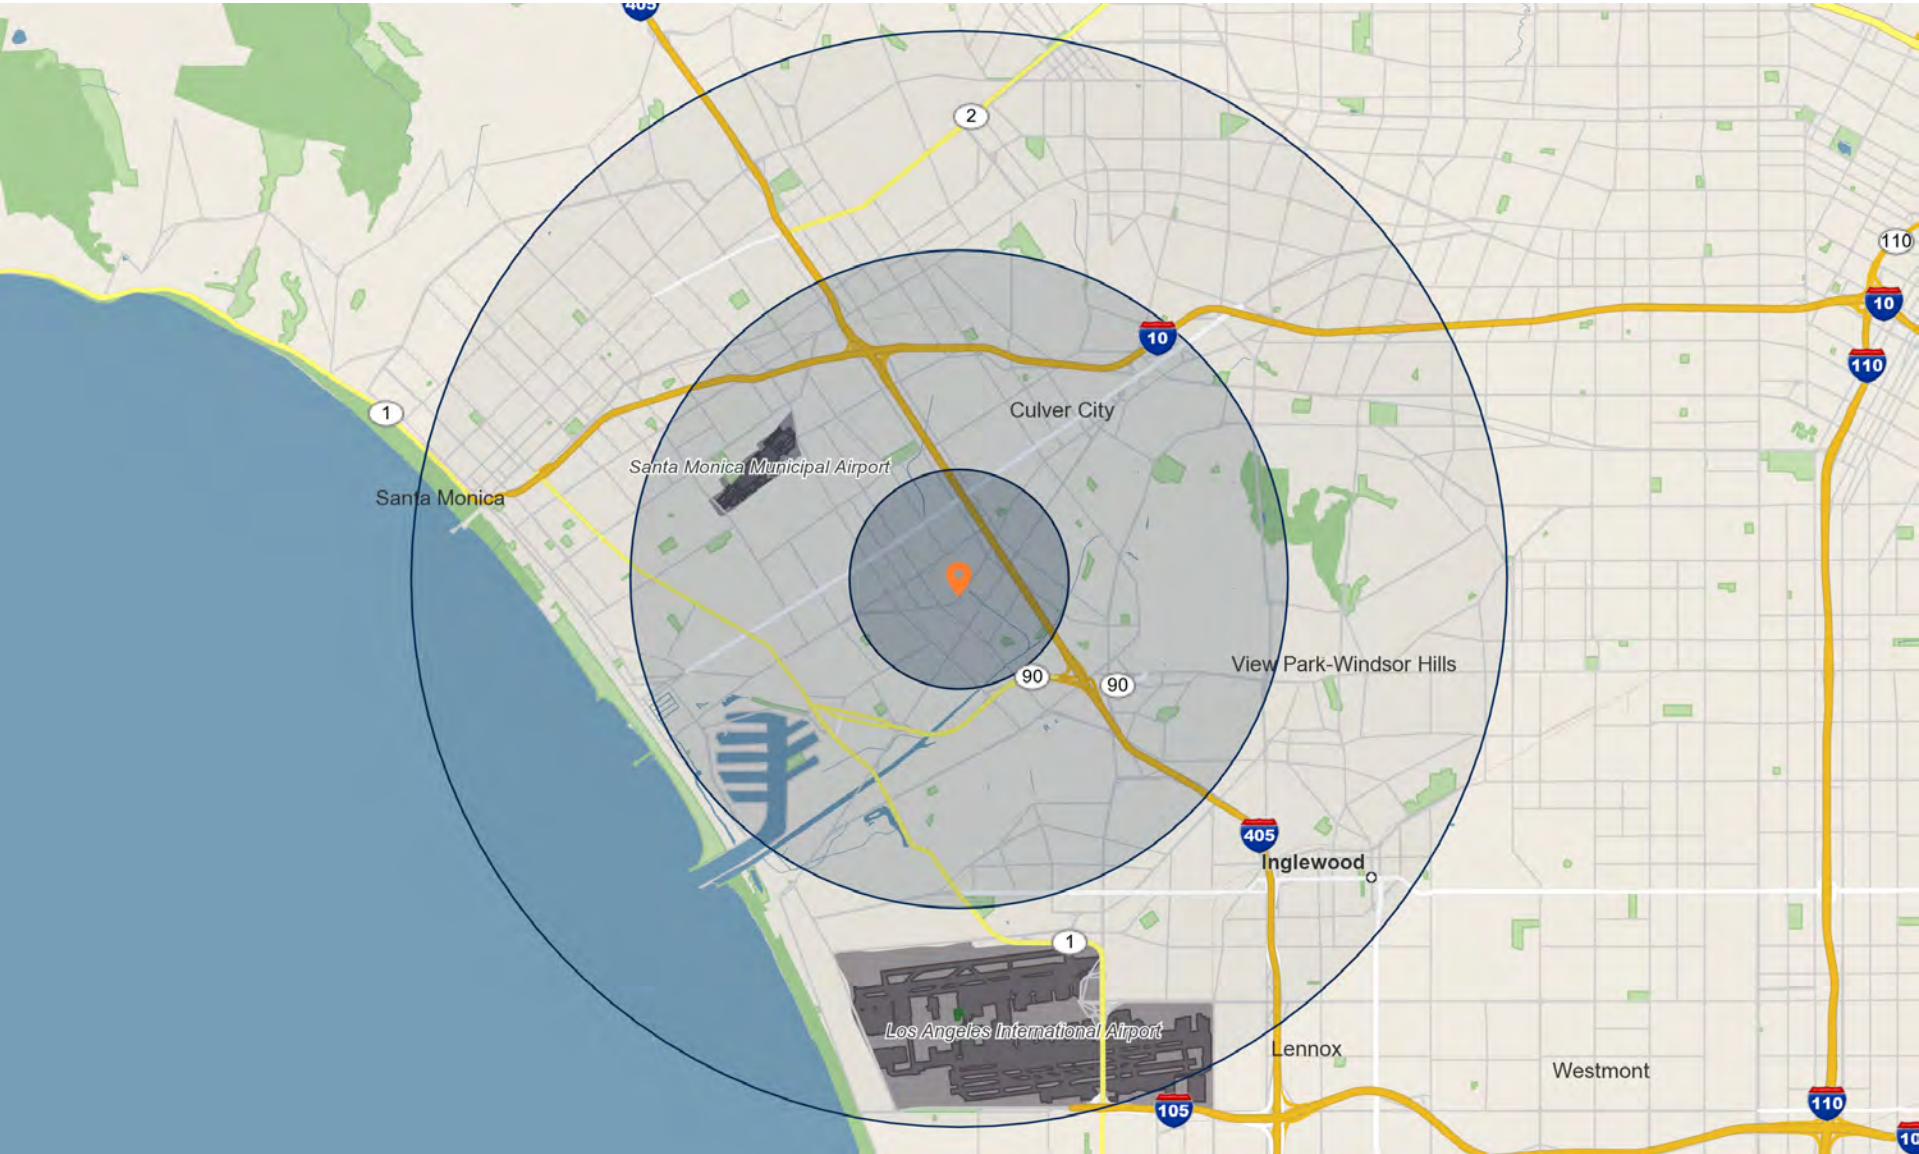 405
2
110
10
10
110
Culver City
1
Santa Monica Municipal Airport
Santa Monica
View Park-Windsor Hills
90
90
405
Inglewood
1
Los Angeles International Airport
Lennox
Westmont
110
105